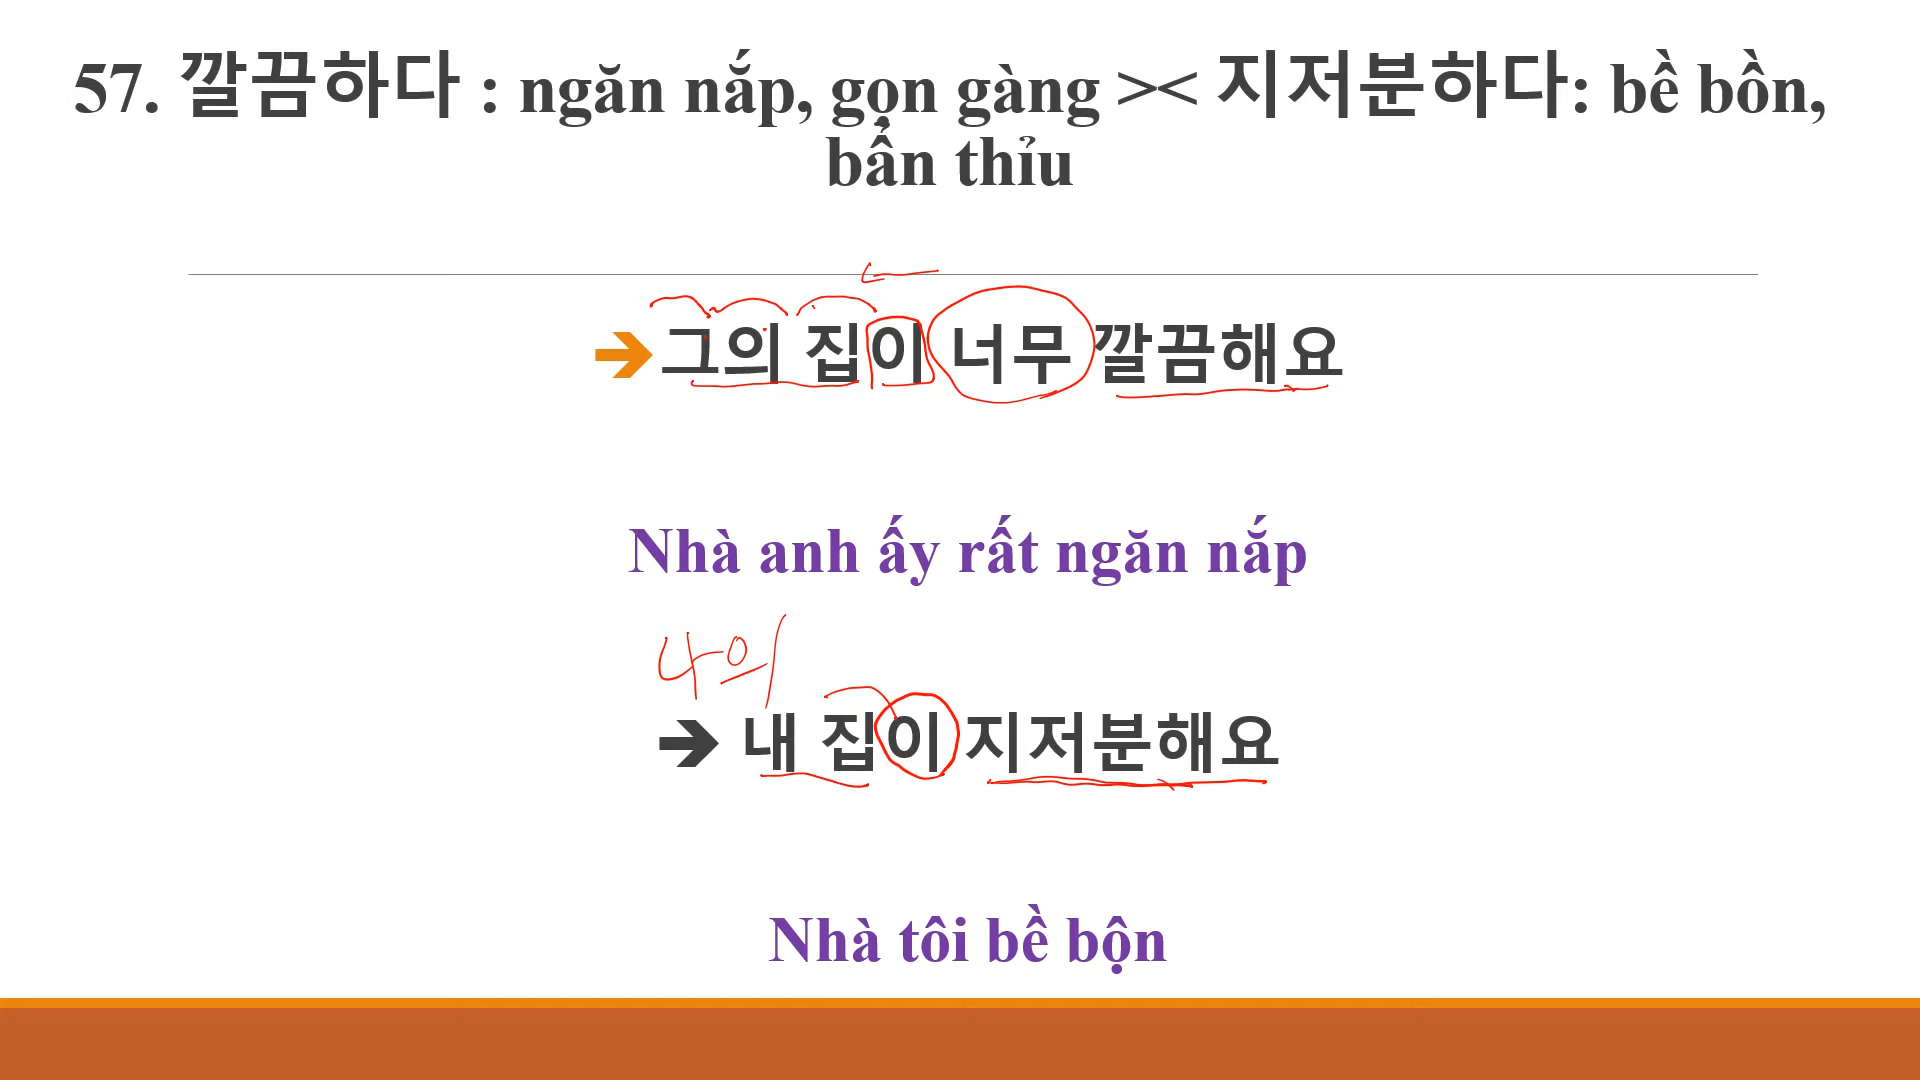 57. 깔끔하다 : ngăn nắp, gọn gàng >< 지저분하다: bề bồn,
bẩn thỉu
➔그의 집이 너무 깔끔해요
Nhà anh ấy rất ngăn nắp
나의
➔ 내 집이 지저분해요
Nhà tôi bề bộn